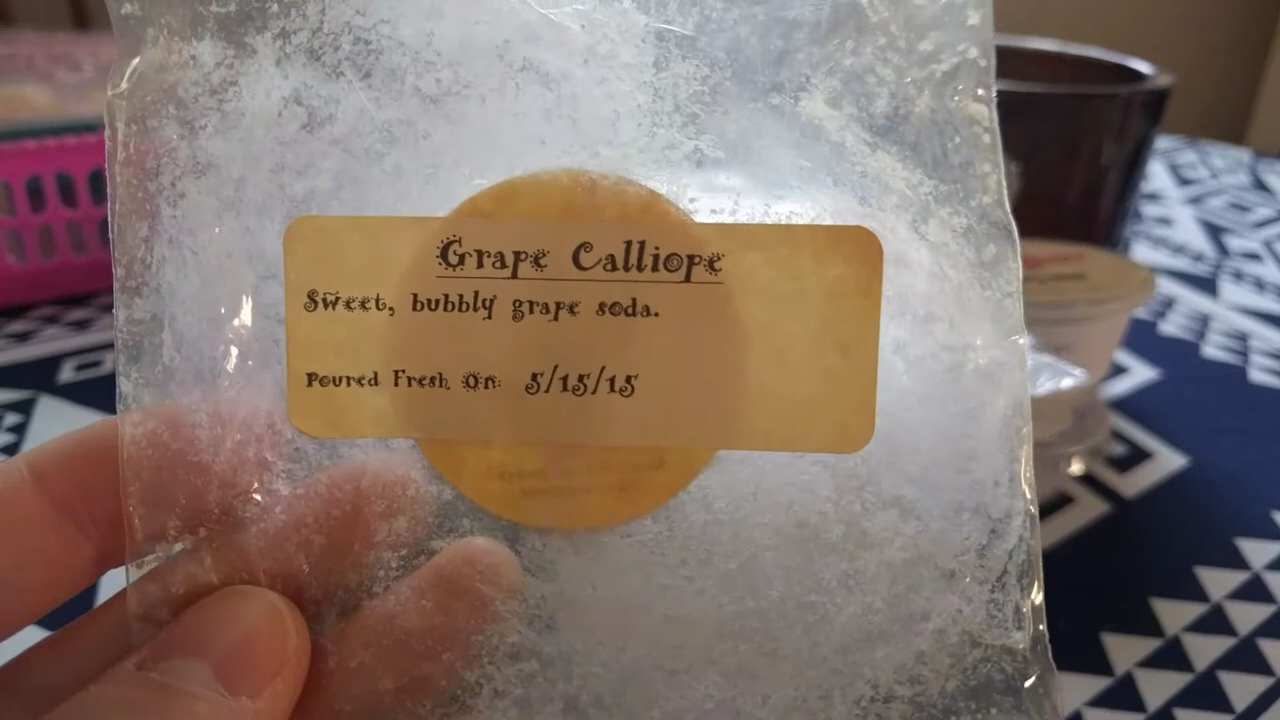 Grape Calliope
Sweet, bubbly grape soda.
Poured Fresh On: 5/15/15